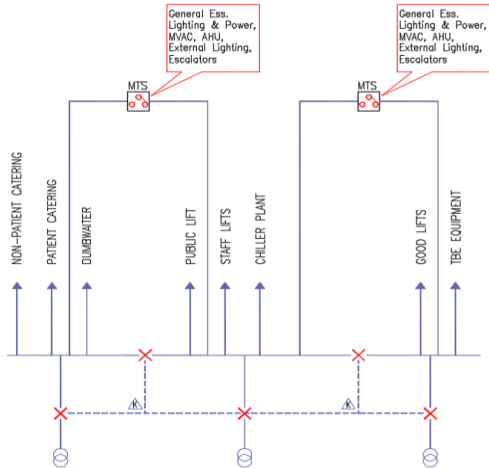 General Ess.
Lighting & Power,
MVAC, AHU,
External Lighting,
Escalators
General Ess.
Lighting & Power,
MVAC, AHU,
External Lighting,
Escalators
MTS
MTS
NON-PATIENT CATERING
PATIENT CATERING
DUMBWAITER
PUBLIC LIFT
STAFF LIFTS
CHILLER PLANT
GOOD LIFTS
TBE EQUIPMENT
K
K